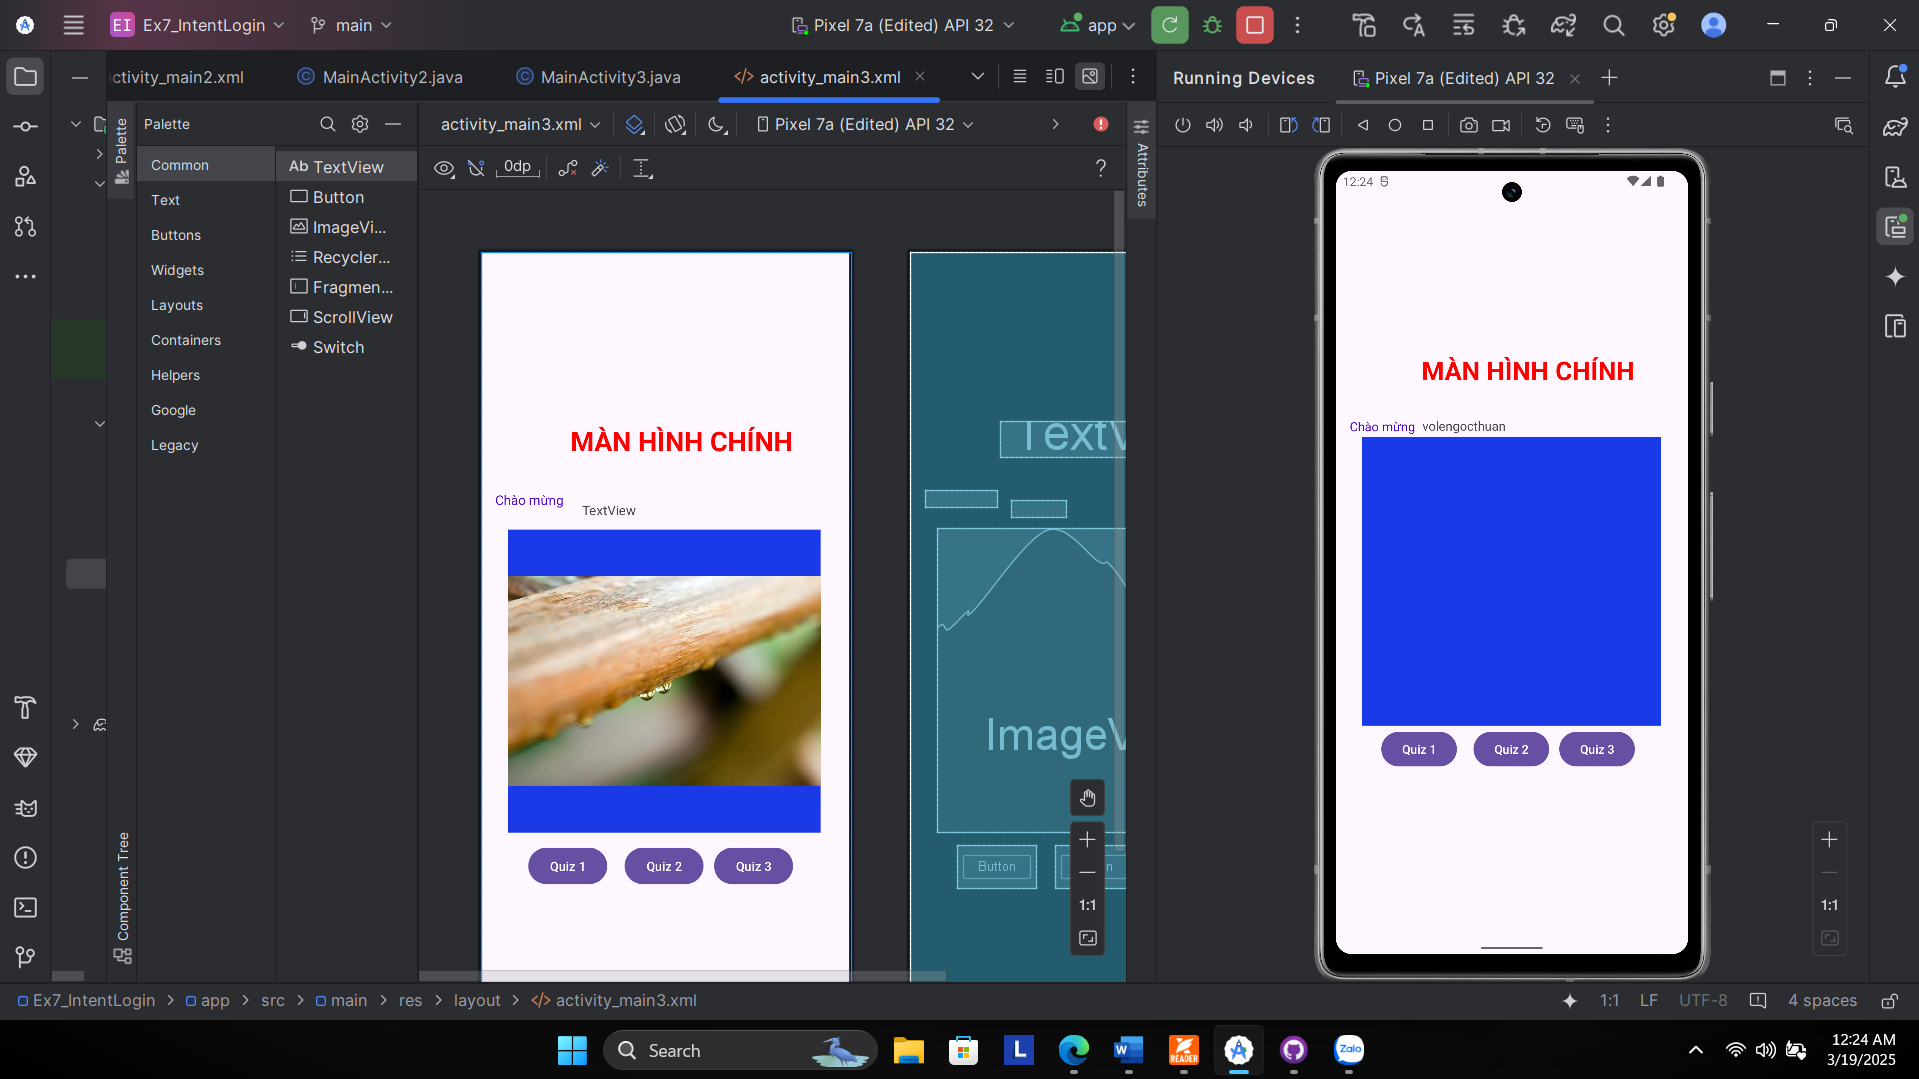 EI Ex7_IntentLogin main Pixel 7a (Edited) API 32 app
ctivity_main2.xml MainActivity2.java MainActivity3.java activity_main3.xml
Running Devices Pixel 7a (Edited) API 32
Palette
Palette
activity_main3.xml Pixel 7a (Edited) API 32
0dp ?
Attributes
Common
Text
Buttons
Widgets
Layouts
Containers
Helpers
Google
Legacy
Ab TextView
Button
ImageVi...
Recycler...
Fragmen...
ScrollView
Switch
Component Tree
MÀN HÌNH CHÍNH
Chào mừng
TextView
Quiz 1 Quiz 2 Quiz 3
TextV
ImageV
Button
n
1:1
12:24
MÀN HÌNH CHÍNH
Chào mừng volengocthuan
Quiz 1 Quiz 2 Quiz 3
1:1
Ex7_IntentLogin > app > src > main > res > layout > activity_main3.xml
1:1 LF UTF-8 4 spaces
Search
L
W
READER
Zalo
12:24 AM
3/19/2025